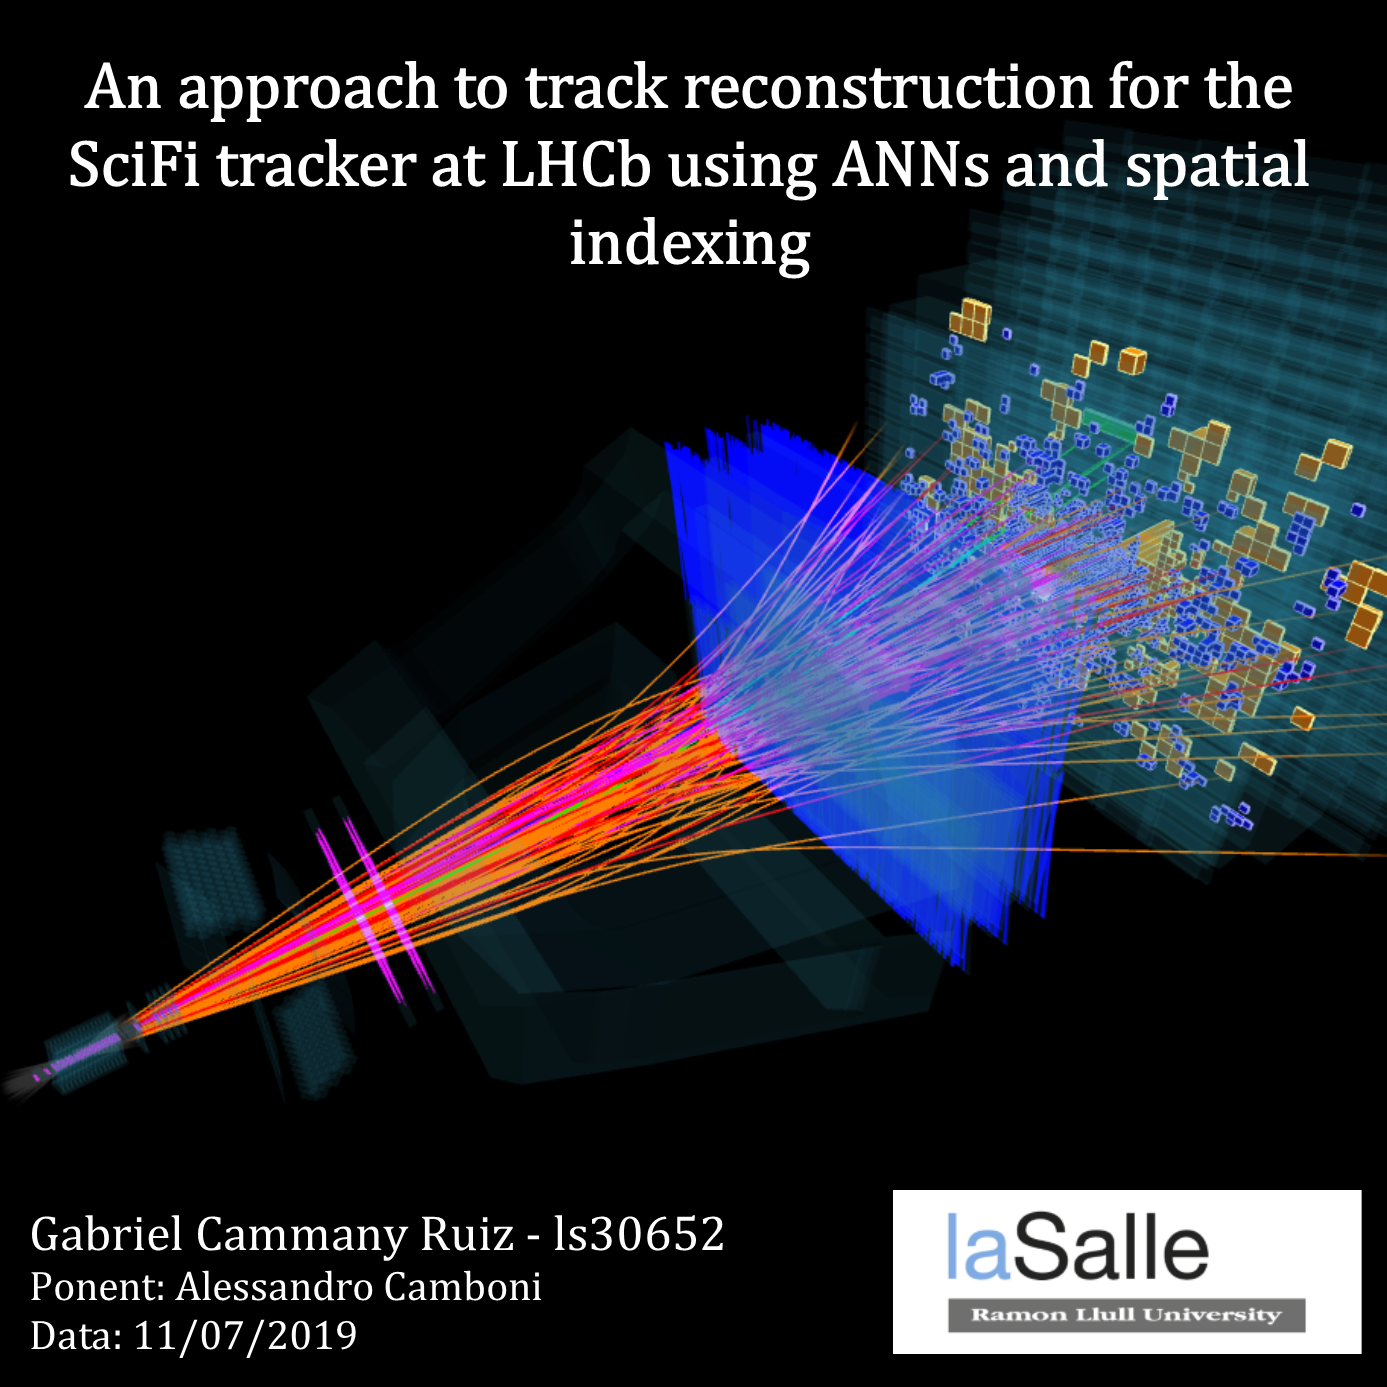 An approach to track reconstruction for the
SciFi tracker at LHCb using ANNs and spatial
indexing
Gabriel Cammany Ruiz - ls30652
Ponent: Alessandro Camboni
Data: 11/07/2019
laSalle
Ramon Llull University